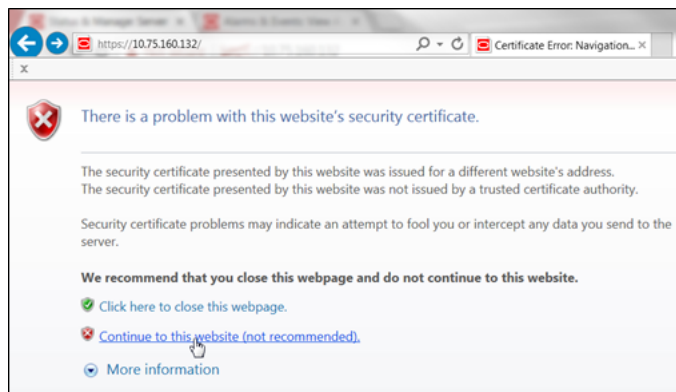 Status & Manager Server × Alarms & Events View ×
https://10.75.160.132/ Certificate Error: Navigation... ×
x
There is a problem with this website's security certificate.
The security certificate presented by this website was issued for a different website's address.
The security certificate presented by this website was not issued by a trusted certificate authority.
Security certificate problems may indicate an attempt to fool you or intercept any data you send to the
server.
We recommend that you close this webpage and do not continue to this website.
Click here to close this webpage.
Continue to this website (not recommended).
More information